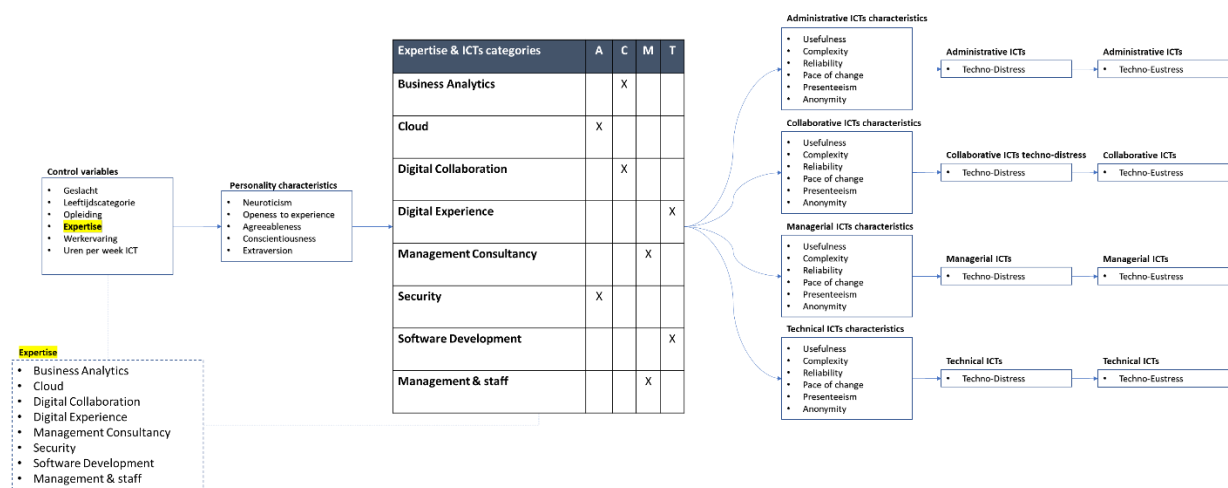 Control variables
• Geslacht
• Leeftijdscategorie
• Opleiding
• Expertise
• Werkervaring
• Uren per week ICT
Expertise
• Business Analytics
• Cloud
• Digital Collaboration
• Digital Experience
• Management Consultancy
• Security
• Software Development
• Management & staff
Personality characteristics
• Neuroticism
• Openess to experience
• Agreeableness
• Conscientiousness
• Extraversion
Expertise & ICTs categories A C M T
Business Analytics X
Cloud X
Digital Collaboration X
Digital Experience X
Management Consultancy X
Security X
Software Development X
Management & staff X
Administrative ICTs characteristics
• Usefulness
• Complexity
• Reliability
• Pace of change
• Presenteeism
• Anonymity
Administrative ICTs
• Techno-Distress
Administrative ICTs
• Techno-Eustress
Collaborative ICTs characteristics
• Usefulness
• Complexity
• Reliability
• Pace of change
• Presenteeism
• Anonymity
Collaborative ICTs techno-distress
• Techno-Distress
Collaborative ICTs
• Techno-Eustress
Managerial ICTs characteristics
• Usefulness
• Complexity
• Reliability
• Pace of change
• Presenteeism
• Anonymity
Managerial ICTs
• Techno-Distress
Managerial ICTs
• Techno-Eustress
Technical ICTs characteristics
• Usefulness
• Complexity
• Reliability
• Pace of change
• Presenteeism
• Anonymity
Technical ICTs
• Techno-Distress
Technical ICTs
• Techno-Eustress